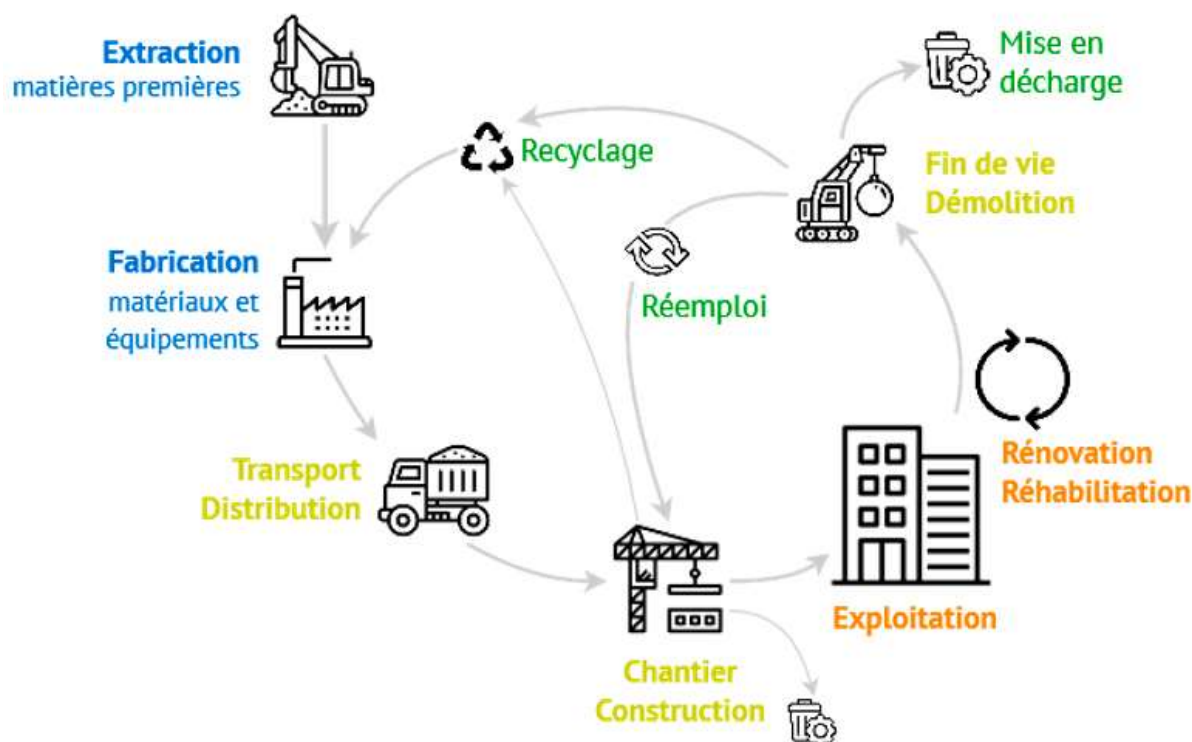 Extraction
matières premières
Mise en
décharge
Recyclage
Fin de vie
Démolition
Fabrication
matériaux et
équipements
Réemploi
Transport
Distribution
Rénovation
Réhabilitation
Exploitation
Chantier
Construction